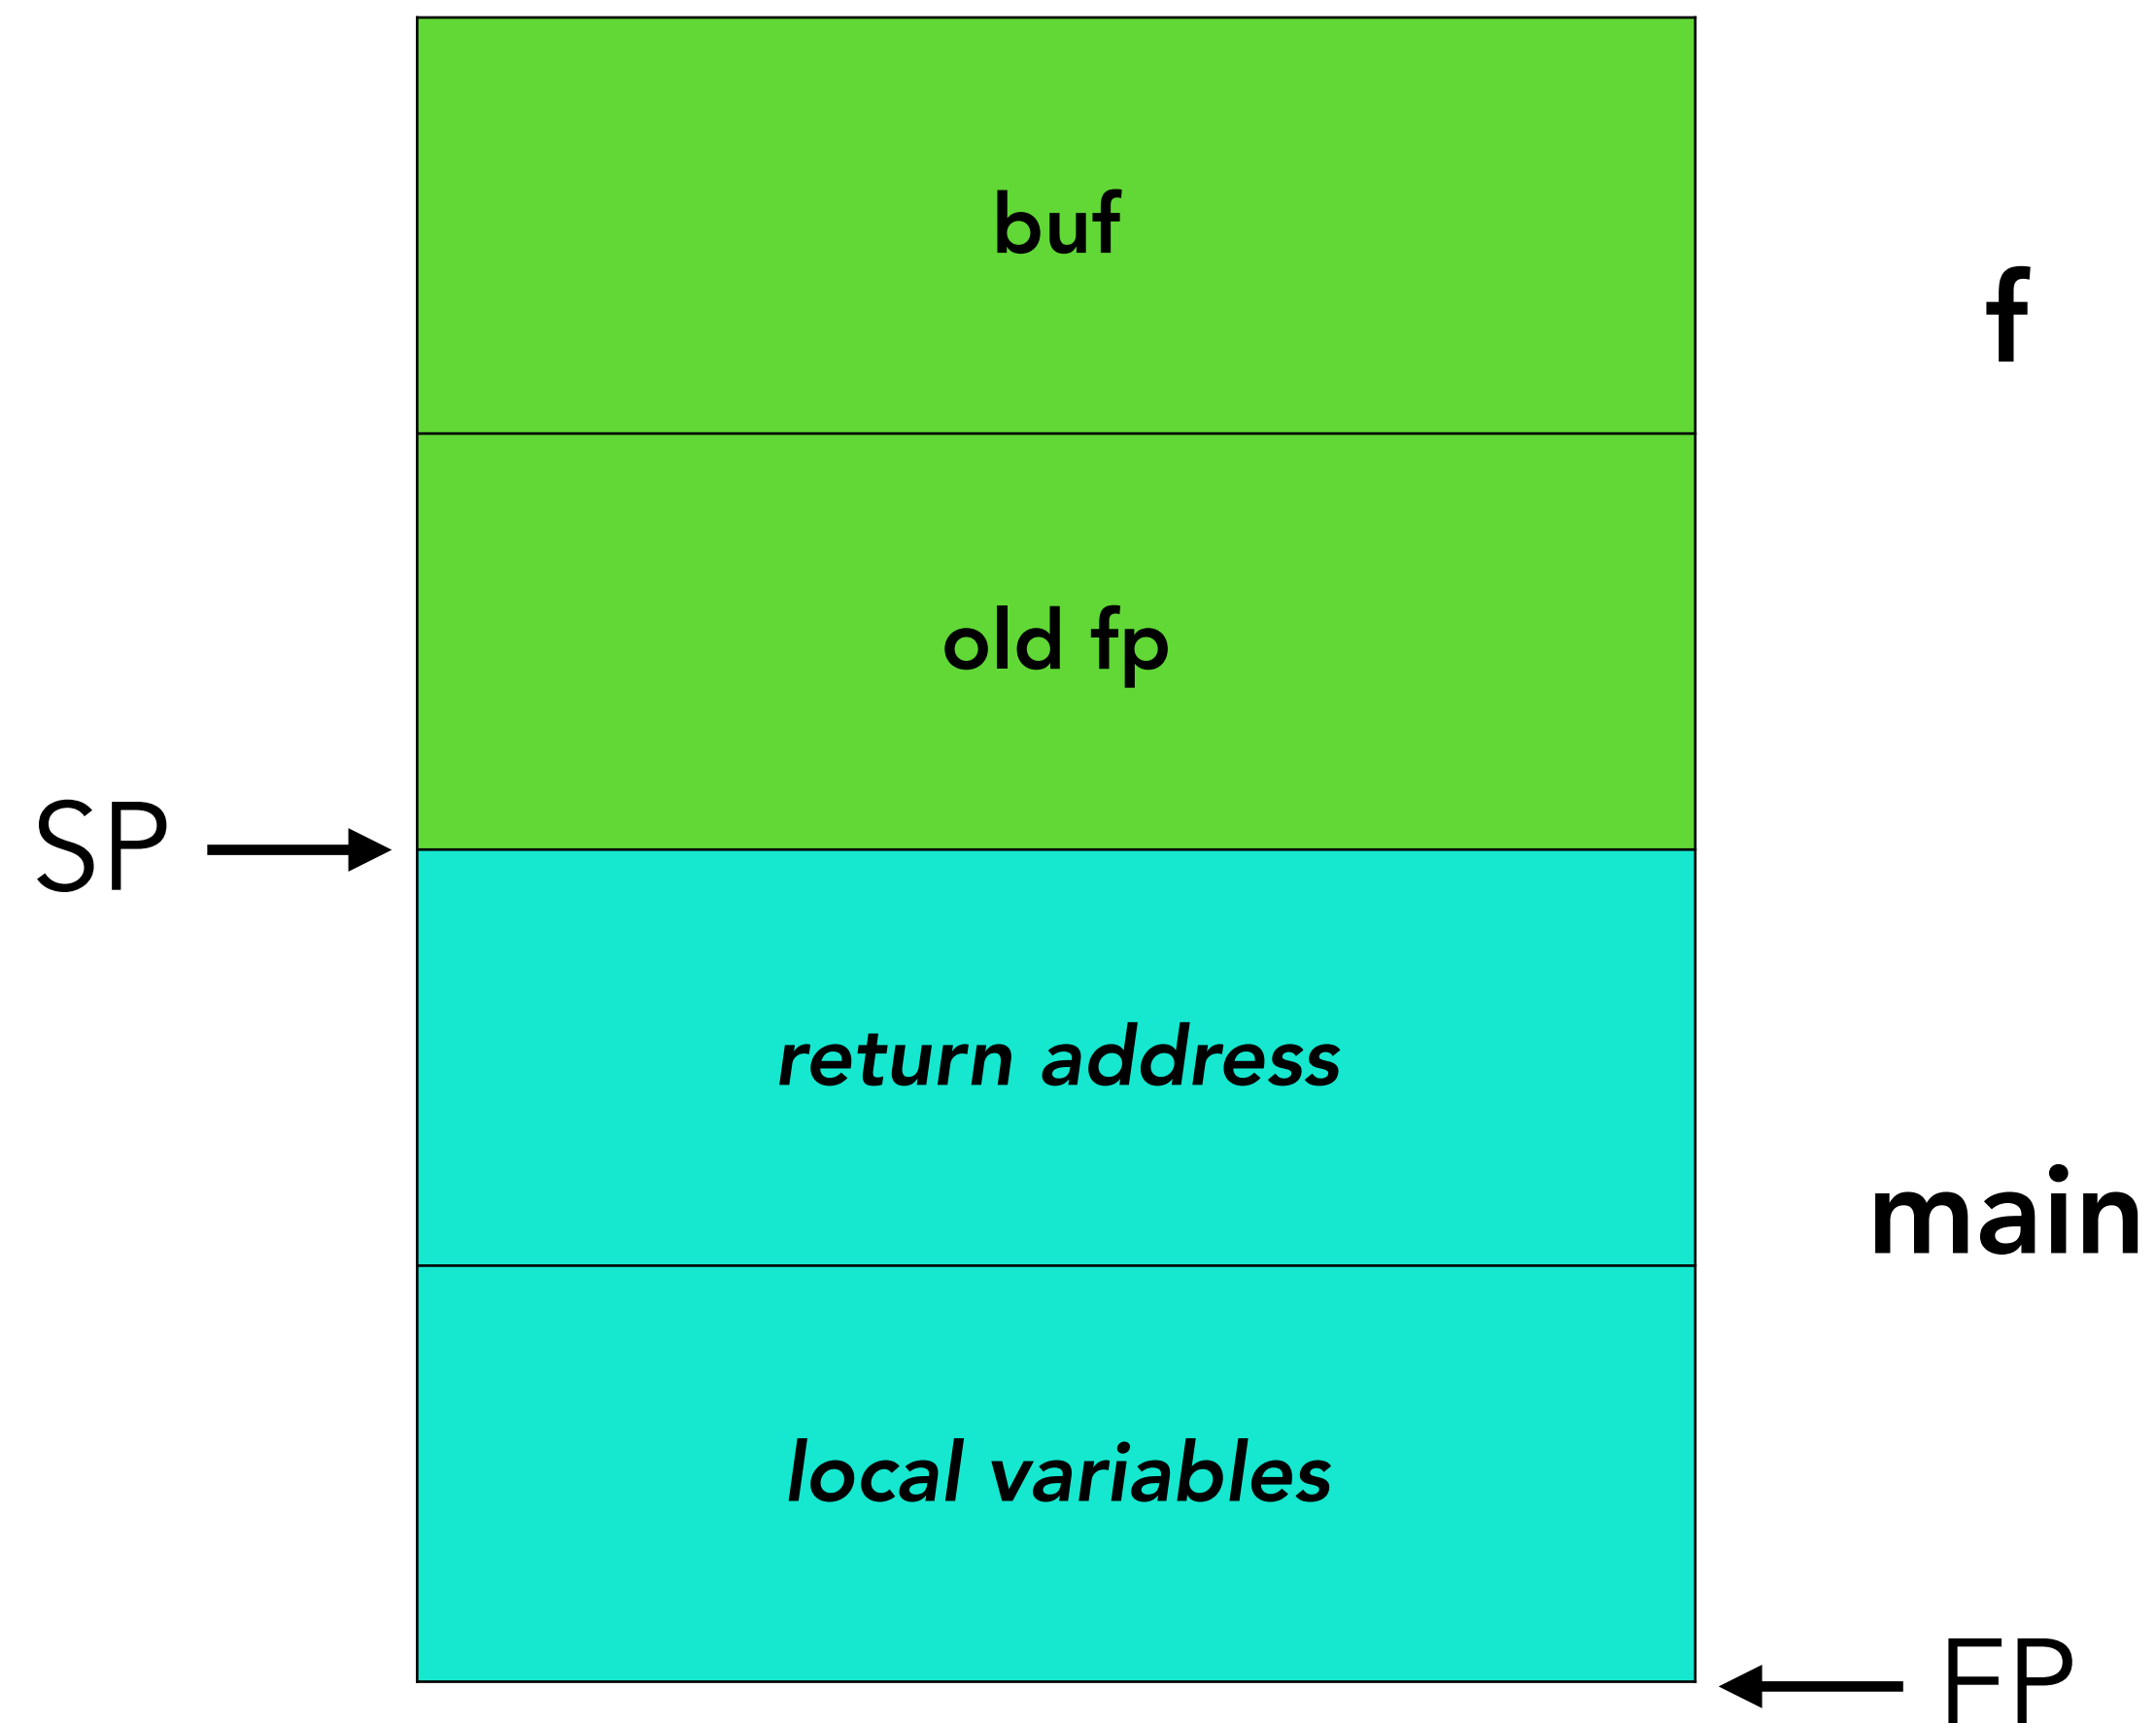 buf
f
old fp
SP
return address
main
local variables
FP